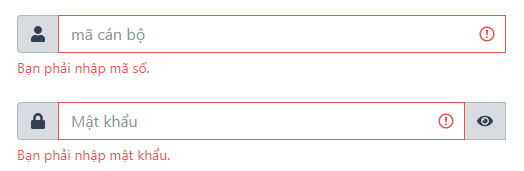 mã cán bộ
Bạn phải nhập mã số.
Mật khẩu
Bạn phải nhập mật khẩu.